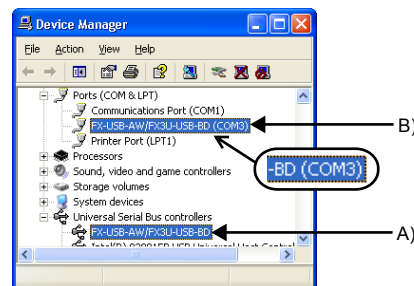 Device Manager
File Action View Help
Ports (COM & LPT)
Communications Port (COM1)
FX-USB-AW/FX3U-USB-BD (COM3)
B)
Printer Port (LPT1)
Processors
-BD (COM3)
Sound, video and game controllers
Storage volumes
System devices
Universal Serial Bus controllers
FX-USB-AW/FX3U-USB-BD
A)